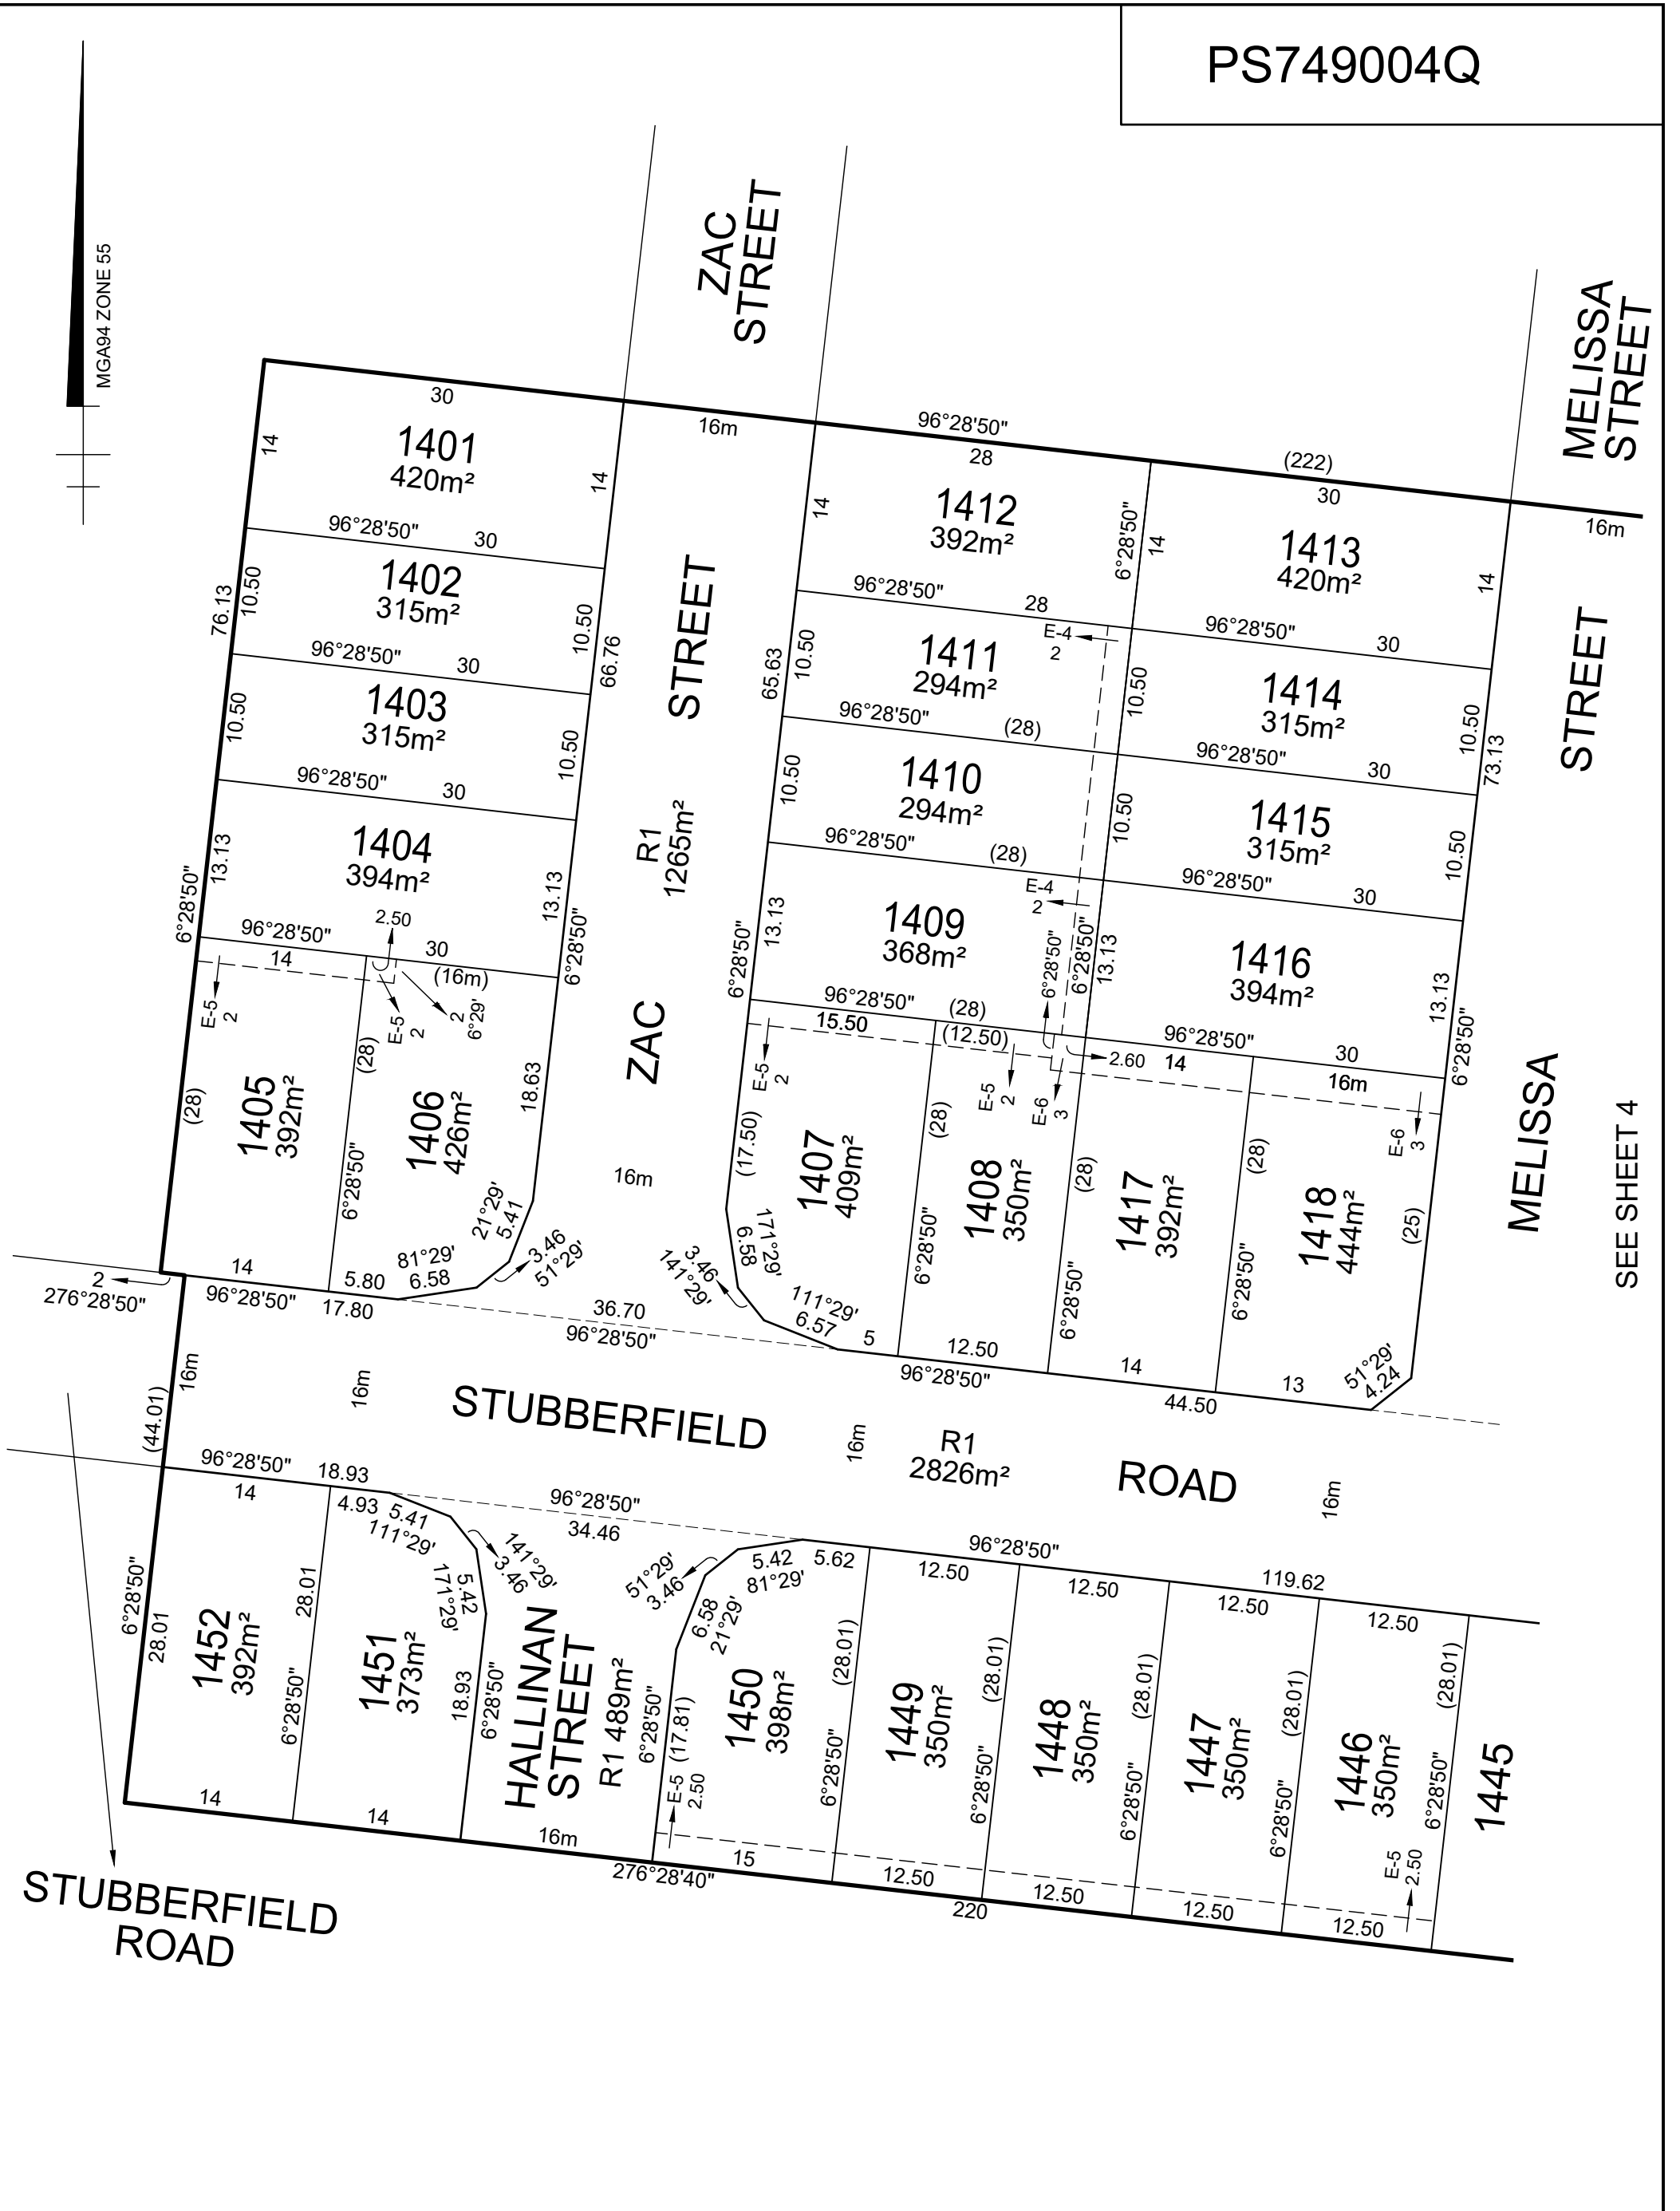 PS749004Q
MGA94 ZONE 55
ZAC
STREET
MELISSA
STREET
30
16m
96°28'50"
28
(222)
30
16m
14
1401
420m²
14
14
1412
392m²
6°28'50"
14
1413
420m²
14
96°28'50"
30
96°28'50"
28
96°28'50"
30
76.13
10.50
1402
315m²
10.50
66.76
STREET
65.63
10.50
1411
294m²
E-4
2
10.50
1414
315m²
10.50
73.13
STREET
96°28'50"
30
96°28'50"
(28)
96°28'50"
30
10.50
1403
315m²
10.50
10.50
1410
294m²
10.50
1415
315m²
10.50
96°28'50"
30
R1
1265m²
96°28'50"
(28)
96°28'50"
30
6°28'50"
13.13
1404
394m²
13.13
6°28'50"
6°28'50"
13.13
1409
368m²
E-4
2
6°28'50"
6°28'50"
13.13
1416
394m²
13.13
6°28'50"
96°28'50"
2.50
30
14
(16m)
96°28'50"
(28)
15.50
(12.50)
2.60
96°28'50"
14
30
16m
E-5
2
E-5
2
2
6°29'
ZAC
E-5
2
E-5
2
E-6
3
E-6
3
MELISSA
SEE SHEET 4
(28)
1405
392m²
(28)
6°28'50"
1406
426m²
18.63
16m
(17.50)
1407
409m²
(28)
6°28'50"
1408
350m²
(28)
6°28'50"
1417
392m²
(28)
6°28'50"
1418
444m²
(25)
21°29'
5.41
81°29'
6.58
3.46
51°29'
171°29'
6.58
3.46
141°29'
111°29'
6.57
51°29'
4.24
2
276°28'50"
14
96°28'50"
5.80
17.80
36.70
96°28'50"
5
12.50
96°28'50"
14
44.50
13
16m
(44.01)
16m
STUBBERFIELD
16m
R1
2826m²
ROAD
16m
96°28'50"
18.93
14
4.93
5.41
111°29'
141°29'
3.46
5.42
171°29'
96°28'50"
34.46
51°29'
3.46
5.42
81°29'
5.62
6.58
21°29'
96°28'50"
12.50
12.50
119.62
12.50
12.50
6°28'50"
28.01
1452
392m²
28.01
6°28'50"
1451
373m²
18.93
6°28'50"
HALLINAN
STREET
R1 489m²
6°28'50"
(17.81)
E-5
2.50
1450
398m²
(28.01)
6°28'50"
1449
350m²
(28.01)
6°28'50"
1448
350m²
(28.01)
6°28'50"
1447
350m²
(28.01)
6°28'50"
1446
350m²
(28.01)
6°28'50"
E-5
2.50
1445
14
14
16m
276°28'40"
15
12.50
220
12.50
12.50
12.50
STUBBERFIELD
ROAD